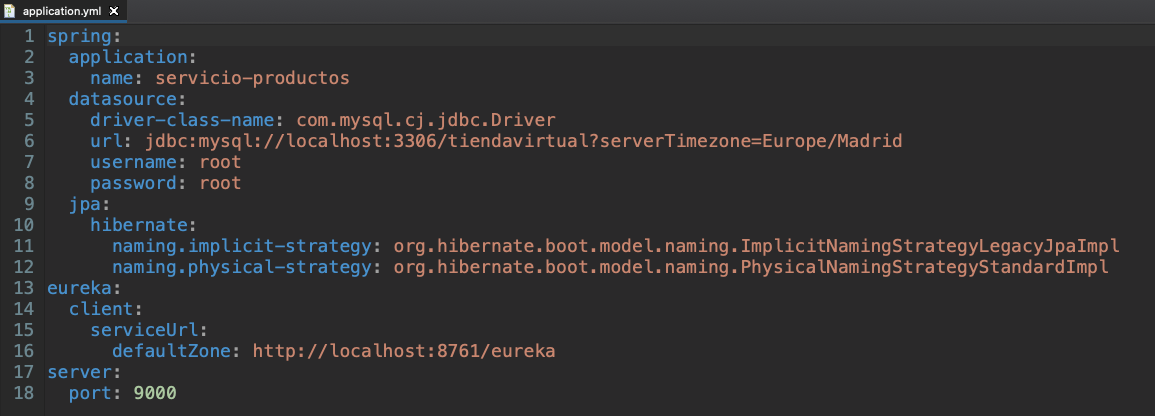 application.yml
1 spring:
2   application:
3     name: servicio-productos
4   datasource:
5     driver-class-name: com.mysql.cj.jdbc.Driver
6     url: jdbc:mysql://localhost:3306/tiendavirtual?serverTimezone=Europe/Madrid
7     username: root
8     password: root
9   jpa:
10     hibernate:
11       naming.implicit-strategy: org.hibernate.boot.model.naming.ImplicitNamingStrategyLegacyJpaImpl
12       naming.physical-strategy: org.hibernate.boot.model.naming.PhysicalNamingStrategyStandardImpl
13 eureka:
14   client:
15     serviceUrl:
16       defaultZone: http://localhost:8761/eureka
17 server:
18   port: 9000